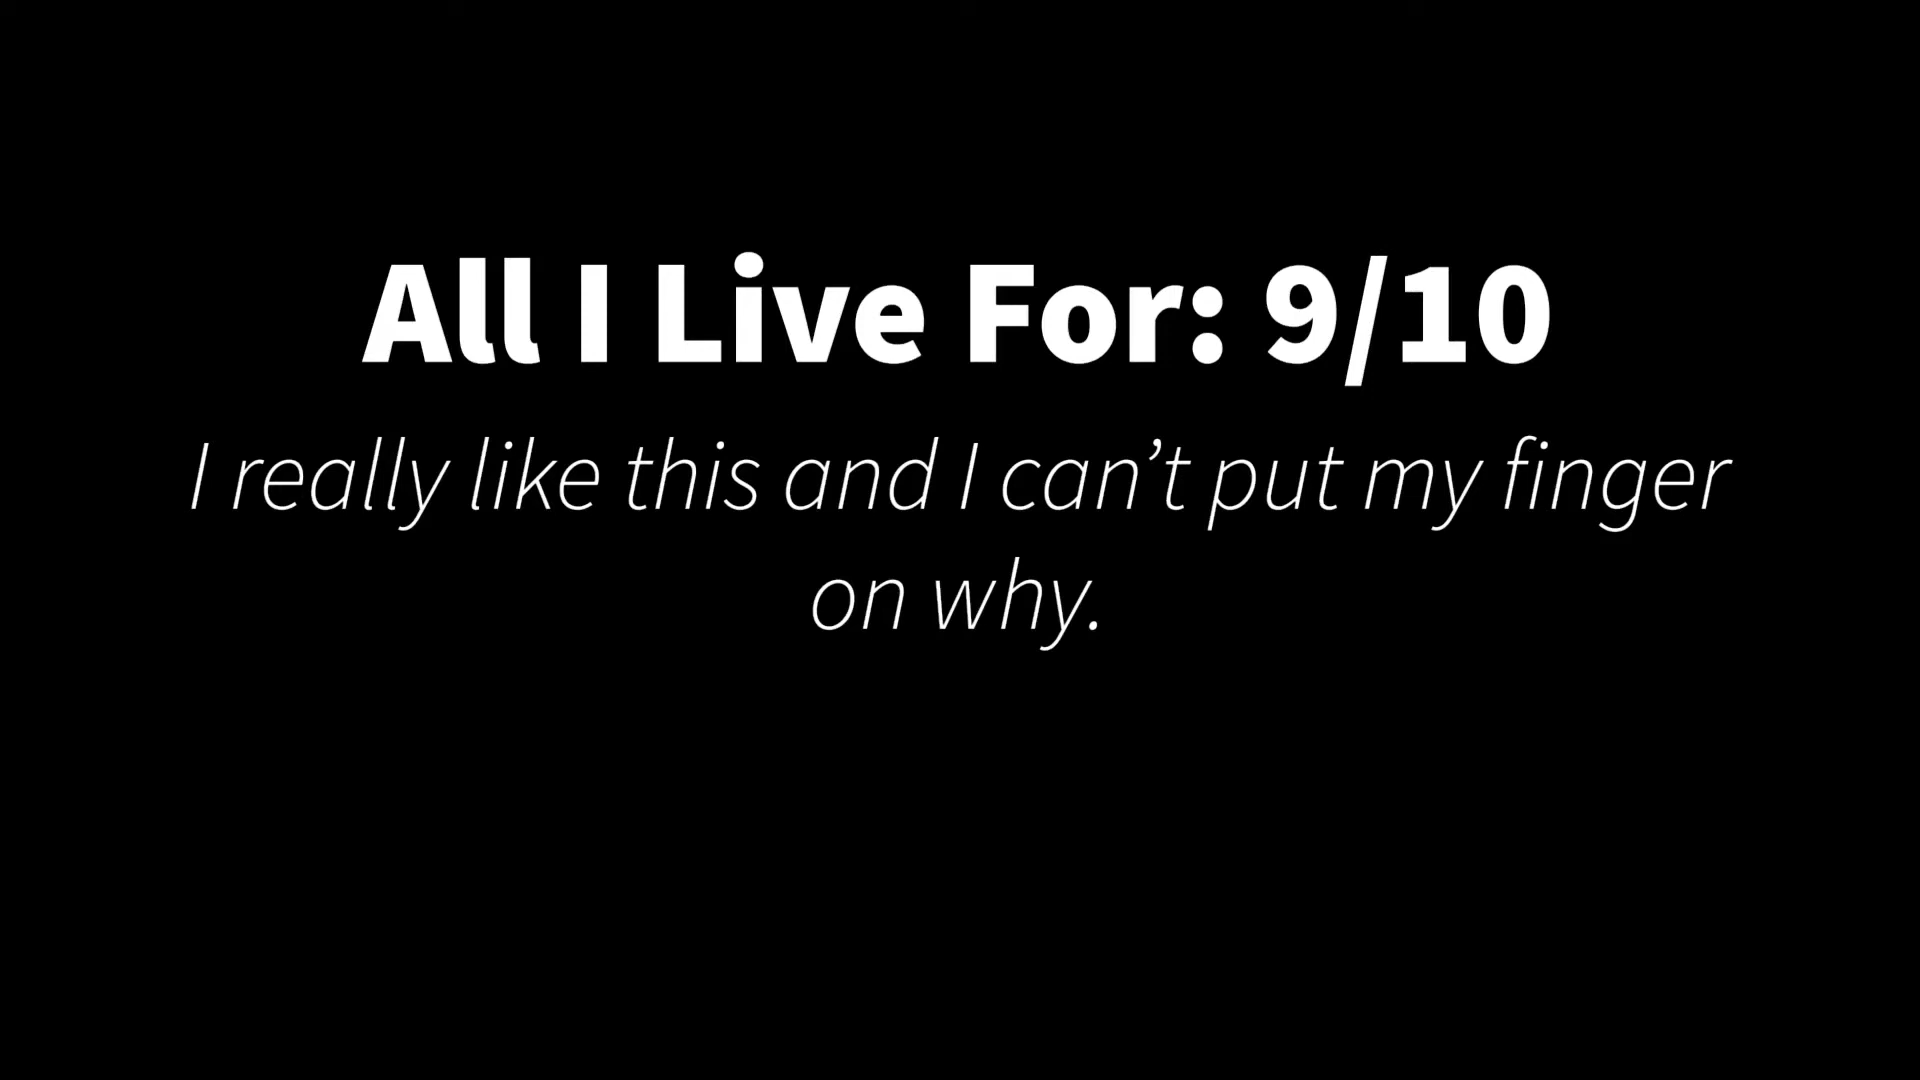 All I Live For: 9/10
I really like this and I can’t put my finger
on why.